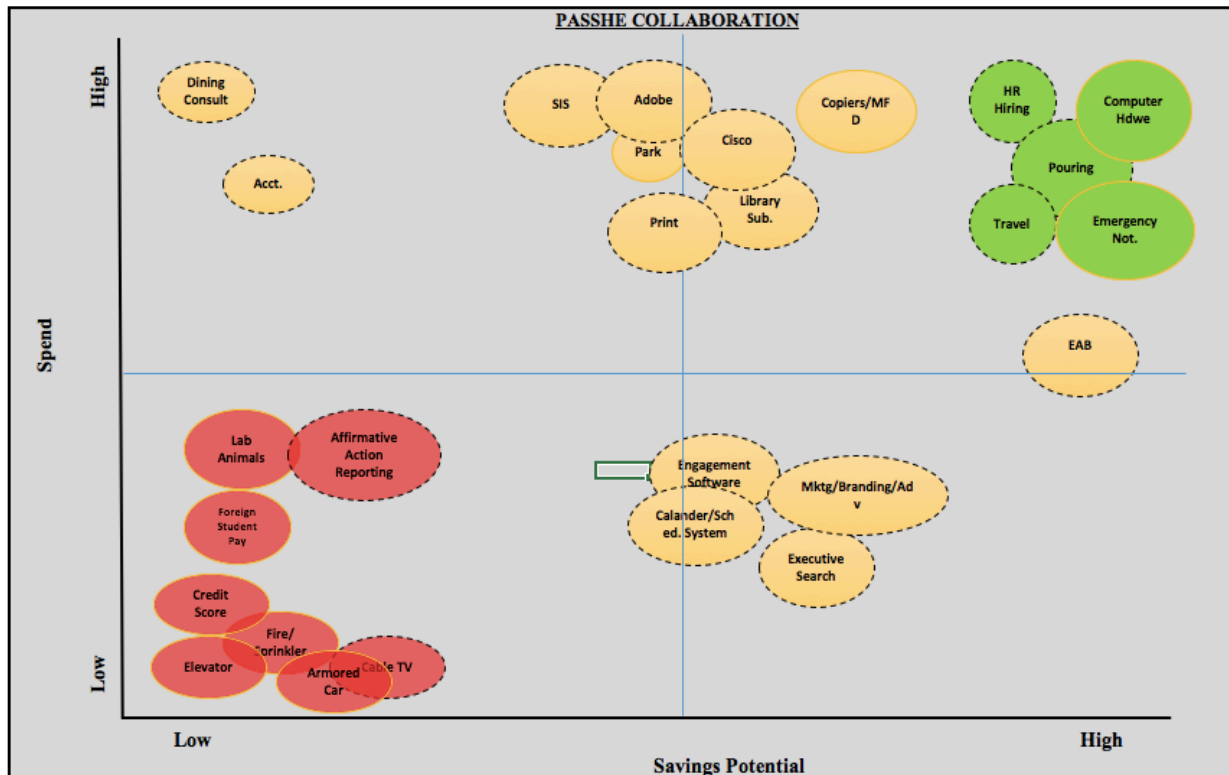 PASSHE COLLABORATION
High
Spend
Low
Dining
Consult
Acct.
SIS
Adobe
Park
Cisco
Print
Library
Sub.
Copiers/MF
D
HR
Hiring
Computer
Hdwe
Pouring
Travel
Emergency
Not.
EAB
Lab
Animals
Affirmative
Action
Reporting
Foreign
Student
Pay
Credit
Score
Fire/
Sprinkler
Elevator
Armored
Car
Cable TV
Engagement
Software
Calander/Sch
ed. System
Mktg/Branding/Ad
v
Executive
Search
Low
High
Savings Potential